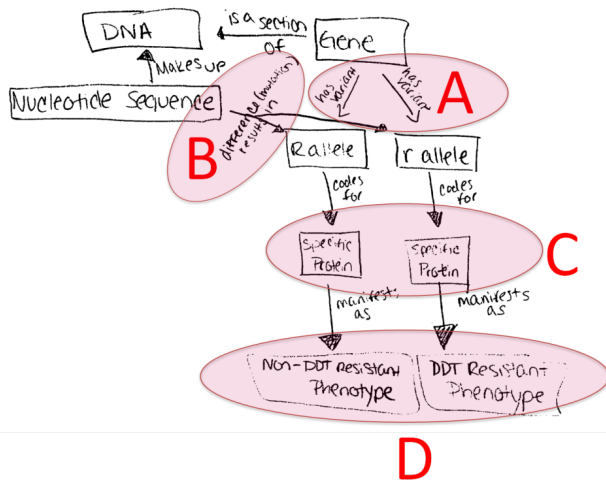 DNA
is a section
of
Gene
Makes up
has
variant
has
variant
A
Nucleotide Sequence
difference (mutation)
results in
B
R allele
r allele
codes
for
codes
for
Specific
Protein
Specific
Protein
C
manifests
as
manifests
as
Non-DDT Resistant
Phenotype
DDT Resistant
Phenotype
D